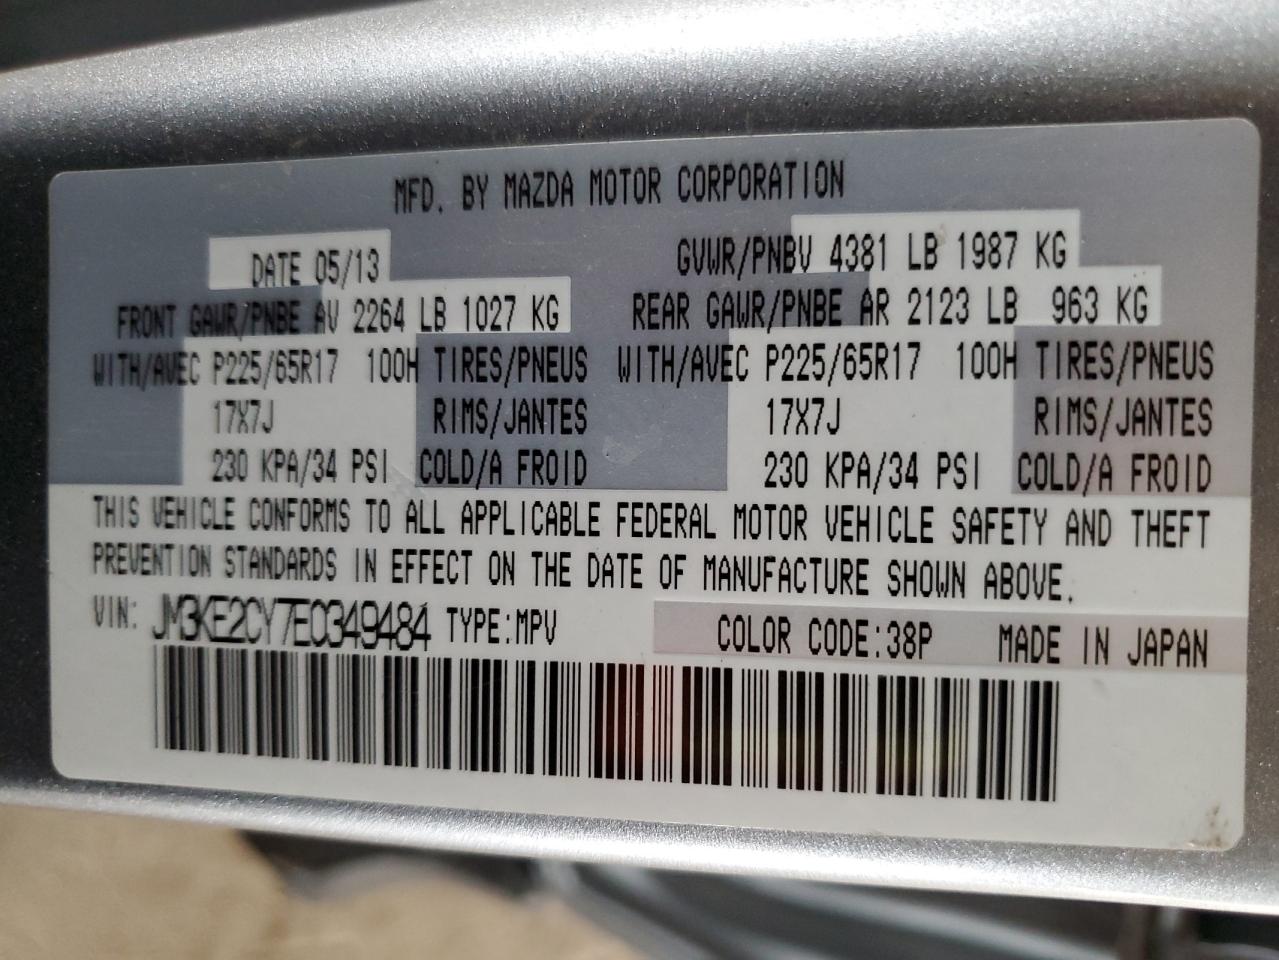 MFD. BY MAZDA MOTOR CORPORATION
DATE 05/13 GVWR/PNBV 4381 LB 1987 KG
FRONT GAWR/PNBE AV 2264 LB 1027 KG REAR GAWR/PNBE AR 2123 LB 963 KG
WITH/AVEC P225/65R17 100H TIRES/PNEUS WITH/AVEC P225/65R17 100H TIRES/PNEUS
17X7J RIMS/JANTES 17X7J RIMS/JANTES
230 KPA/34 PSI COLD/A FROID 230 KPA/34 PSI COLD/A FROID
THIS VEHICLE CONFORMS TO ALL APPLICABLE FEDERAL MOTOR VEHICLE SAFETY AND THEFT
PREVENTION STANDARDS IN EFFECT ON THE DATE OF MANUFACTURE SHOWN ABOVE.
VIN: JM3KE2CY7E0349484 TYPE:MPV COLOR CODE:38P MADE IN JAPAN